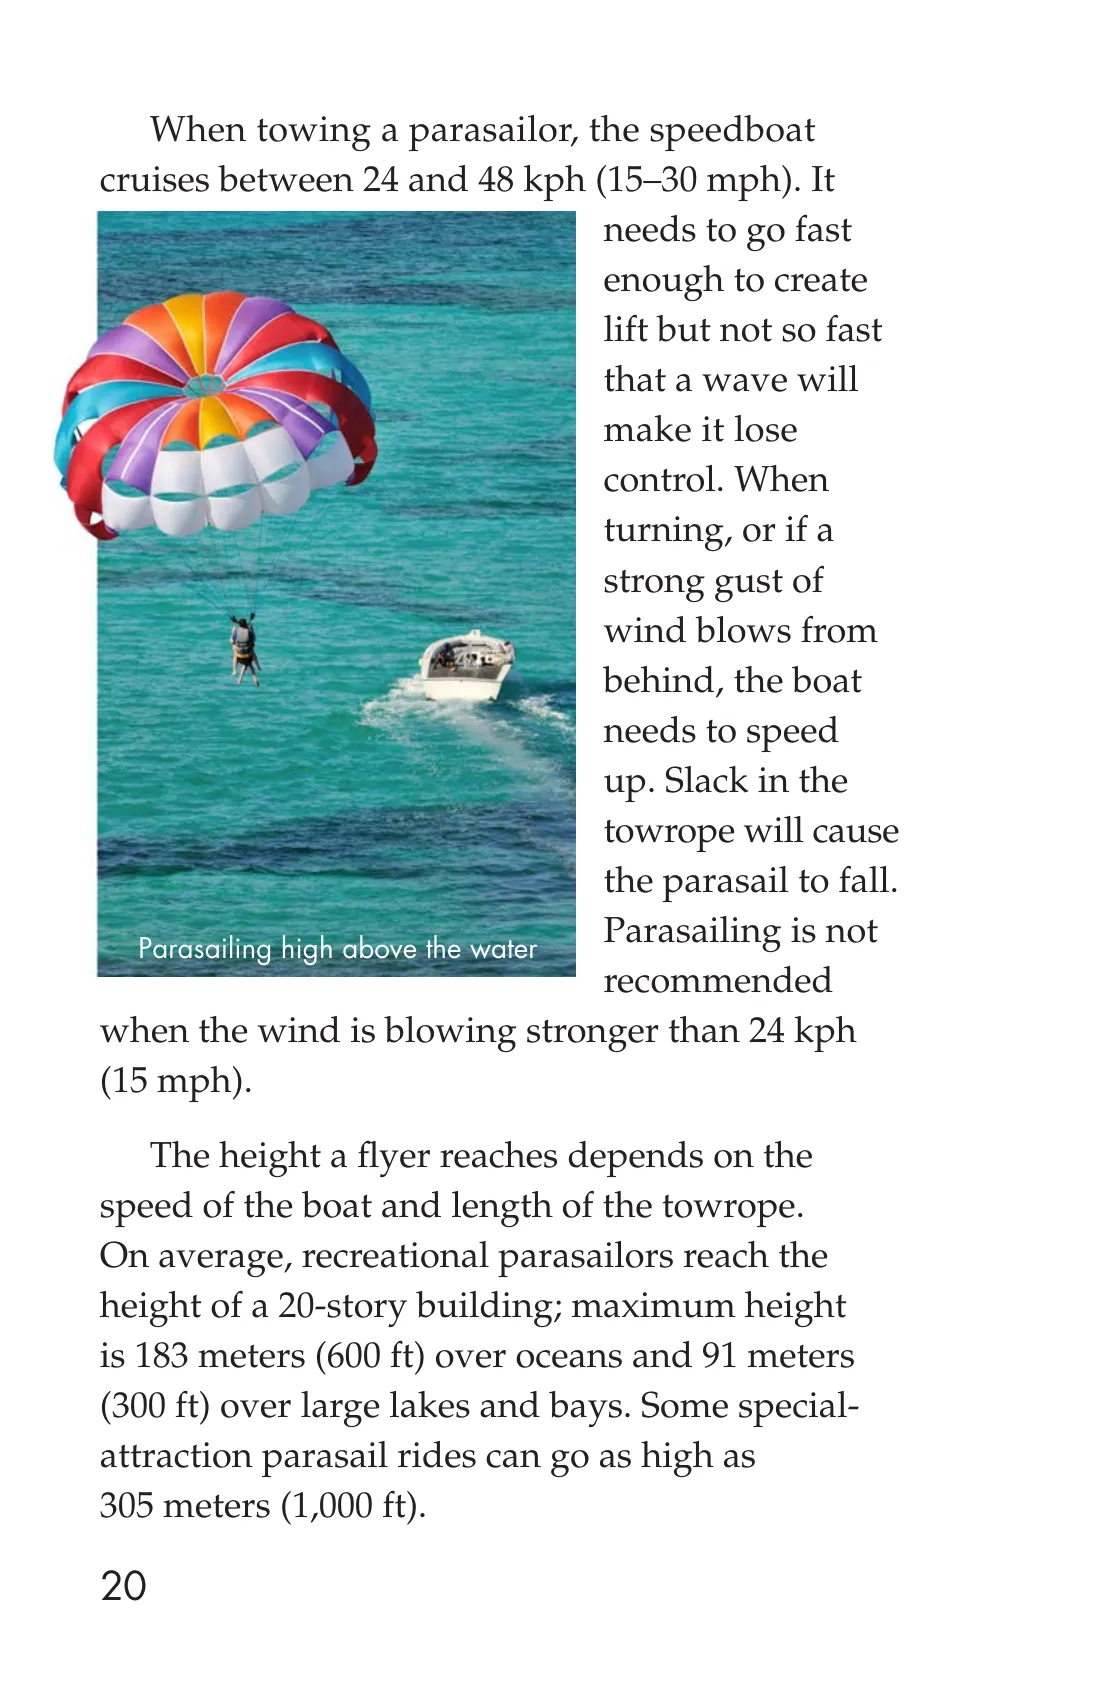 When towing a parasailor, the speedboat
cruises between 24 and 48 kph (15–30 mph). It
needs to go fast
enough to create
lift but not so fast
that a wave will
make it lose
control. When
turning, or if a
strong gust of
wind blows from
behind, the boat
needs to speed
up. Slack in the
towrope will cause
the parasail to fall.
Parasailing is not
recommended
when the wind is blowing stronger than 24 kph
(15 mph).
Parasailing high above the water
The height a flyer reaches depends on the
speed of the boat and length of the towrope.
On average, recreational parasailors reach the
height of a 20-story building; maximum height
is 183 meters (600 ft) over oceans and 91 meters
(300 ft) over large lakes and bays. Some special-
attraction parasail rides can go as high as
305 meters (1,000 ft).
20